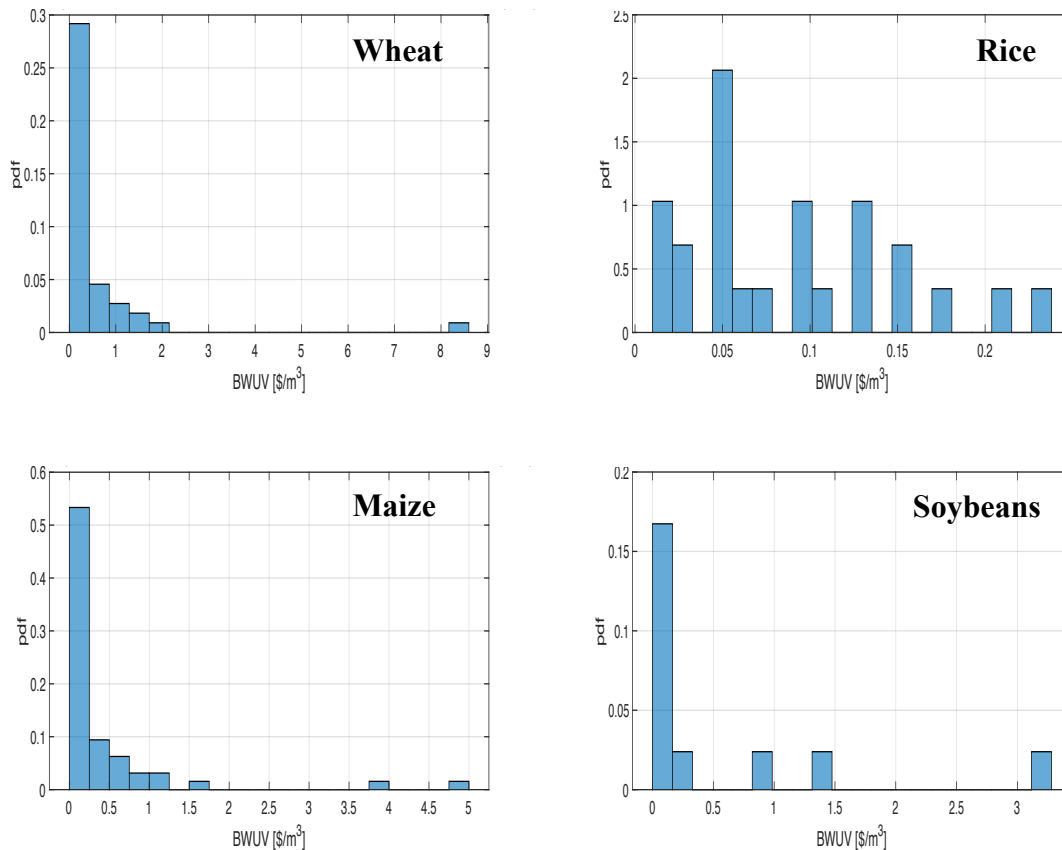 Wheat
0.3
0.25
0.2
0.15
0.1
0.05
0
pdf
0 1 2 3 4 5 6 7 8 9
BWUV [$/m³]
Rice
2.5
2
1.5
1
0.5
0
pdf
0 0.05 0.1 0.15 0.2
BWUV [$/m³]
Maize
0.6
0.5
0.4
0.3
0.2
0.1
0
pdf
0 0.5 1 1.5 2 2.5 3 3.5 4 4.5 5
BWUV [$/m³]
Soybeans
0.2
0.15
0.1
0.05
0
pdf
0 0.5 1 1.5 2 2.5 3
BWUV [$/m³]